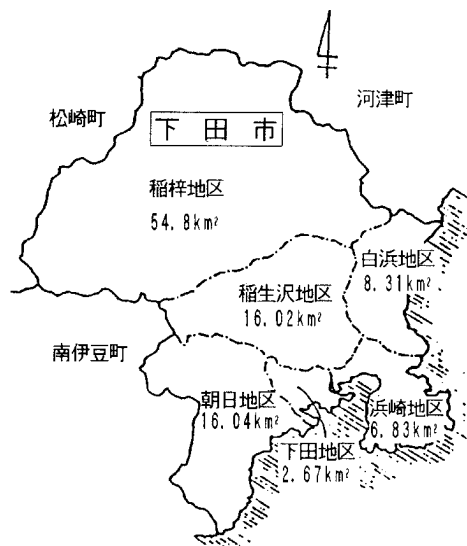 河津町
松崎町
下田市
稲梓地区
54.8km²
白浜地区
8.31km²
稲生沢地区
16.02km²
南伊豆町
朝日地区
16.04km²
浜崎地区
6.83km²
下田地区
2.67km²